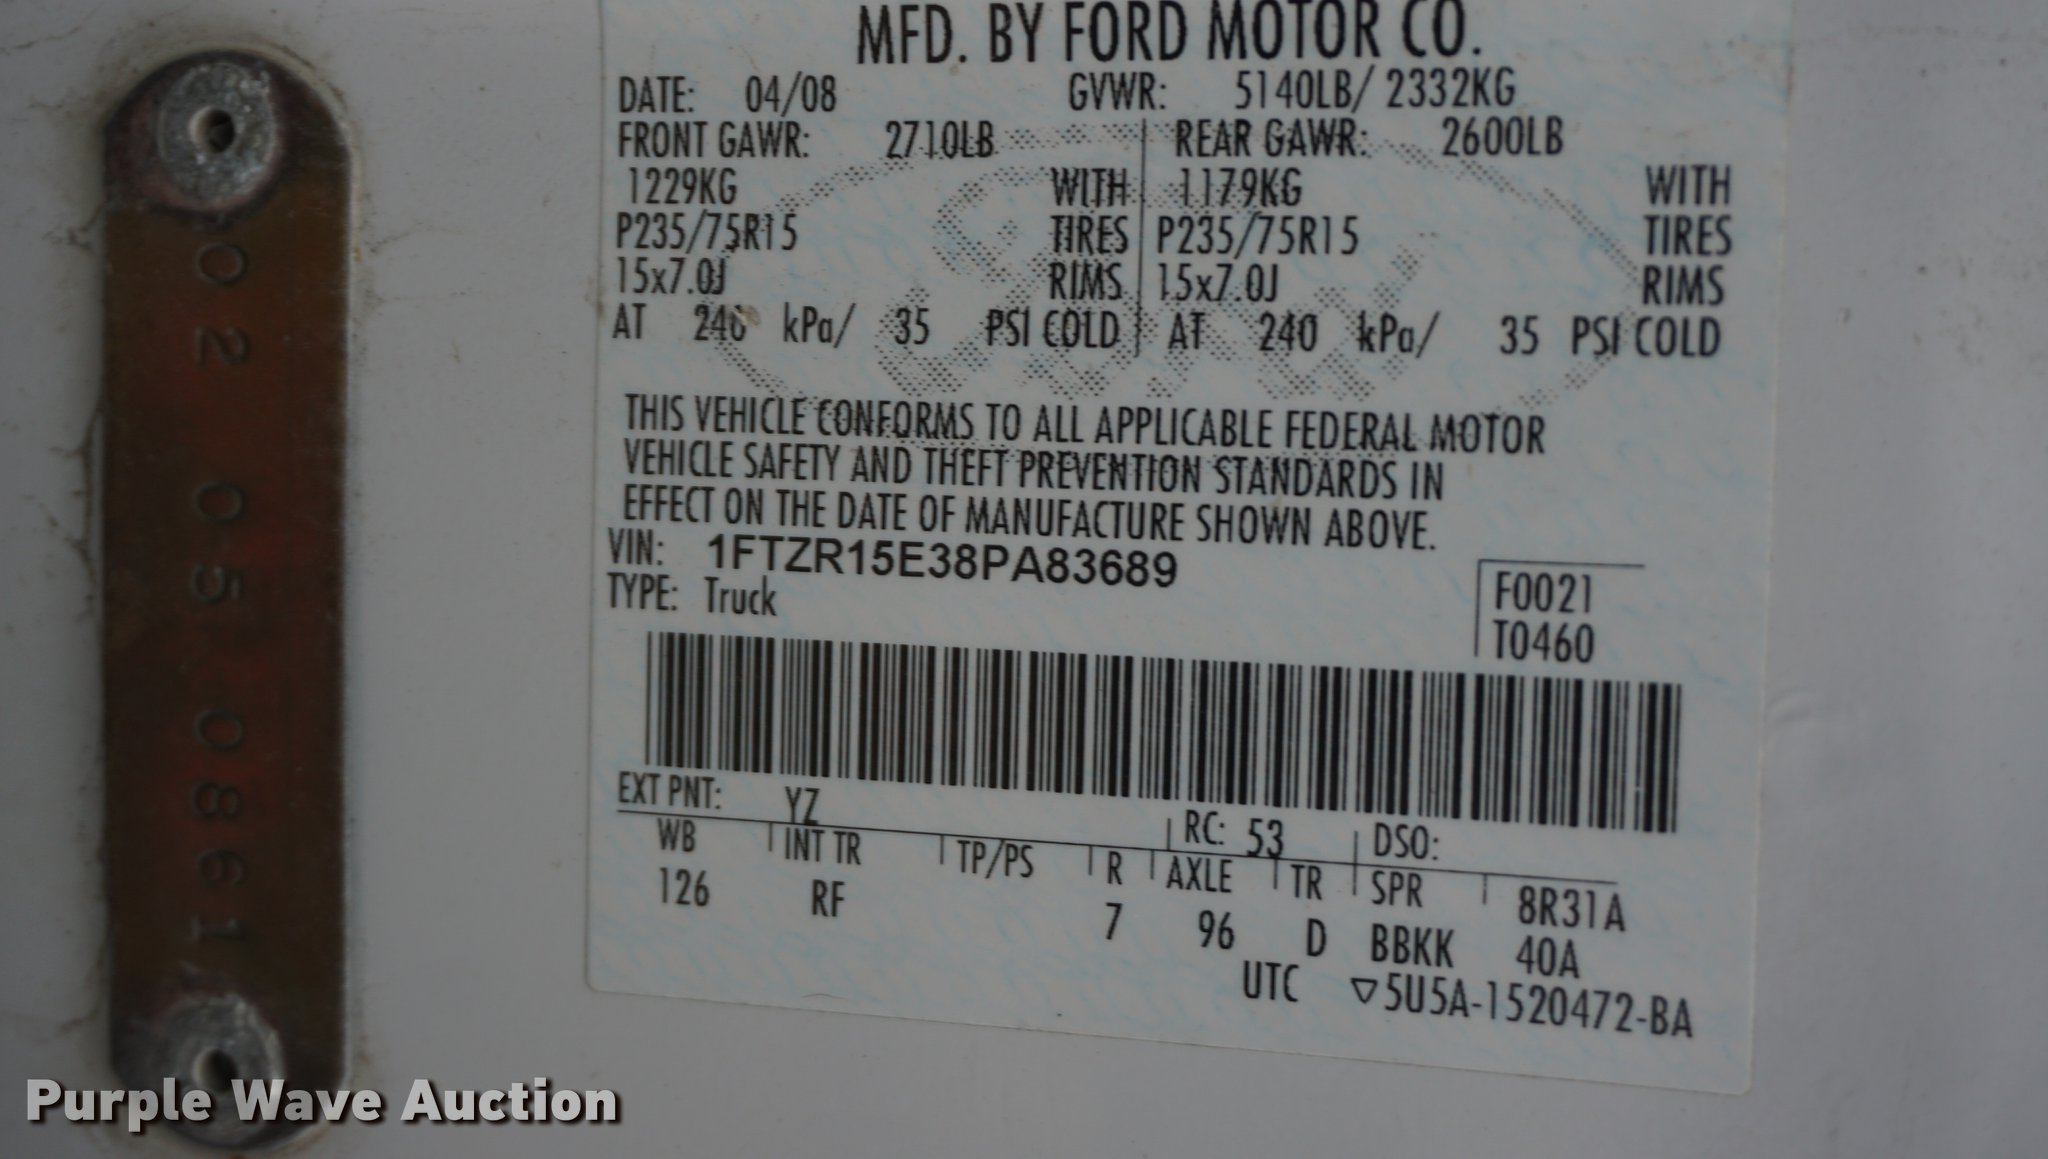 MFD. BY FORD MOTOR CO.
DATE: 04/08 GVWR: 5140LB/ 2332KG
FRONT GAWR: 2710LB REAR GAWR: 2600LB
1229KG WITH 1179KG WITH
P235/75R15 TIRES P235/75R15 TIRES
15x7.0J RIMS 15x7.0J RIMS
AT 240 kPa/ 35 PSI COLD AT 240 kPa/ 35 PSI COLD
THIS VEHICLE CONFORMS TO ALL APPLICABLE FEDERAL MOTOR
VEHICLE SAFETY AND THEFT PREVENTION STANDARDS IN
EFFECT ON THE DATE OF MANUFACTURE SHOWN ABOVE.
VIN: 1FTZR15E38PA83689
TYPE: Truck
F0021
T0460
EXT PNT: YZ RC: 53 DSO:
WB INT TR TP/PS R AXLE TR SPR 8R31A
126 RF 7 96 D BBKK 40A
UTC ▽5U5A-1520472-BA
02 05 0861
Purple Wave Auction